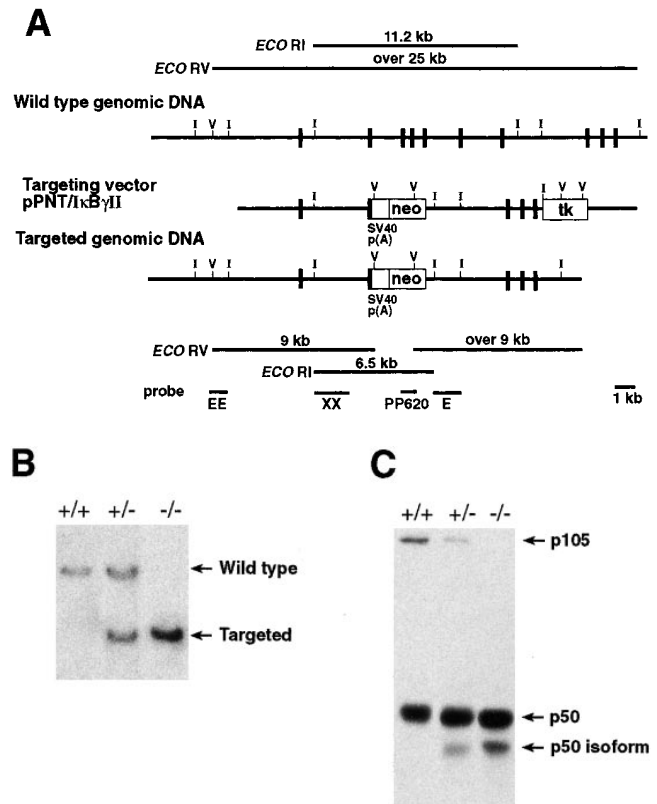 A
ECO RI
11.2 kb
ECO RV
over 25 kb
Wild type genomic DNA
I V I I I I I
Targeting vector
pPNT/IκBγII
I V V I I I V V
neo
tk
SV40
p(A)
Targeted genomic DNA
I V I I V V I I I
neo
SV40
p(A)
ECO RV
9 kb
over 9 kb
ECO RI
6.5 kb
probe
EE
XX
PP620
E
1 kb
B
+/+ +/- -/-
Wild type
Targeted
C
+/+ +/- -/-
p105
p50
p50 isoform